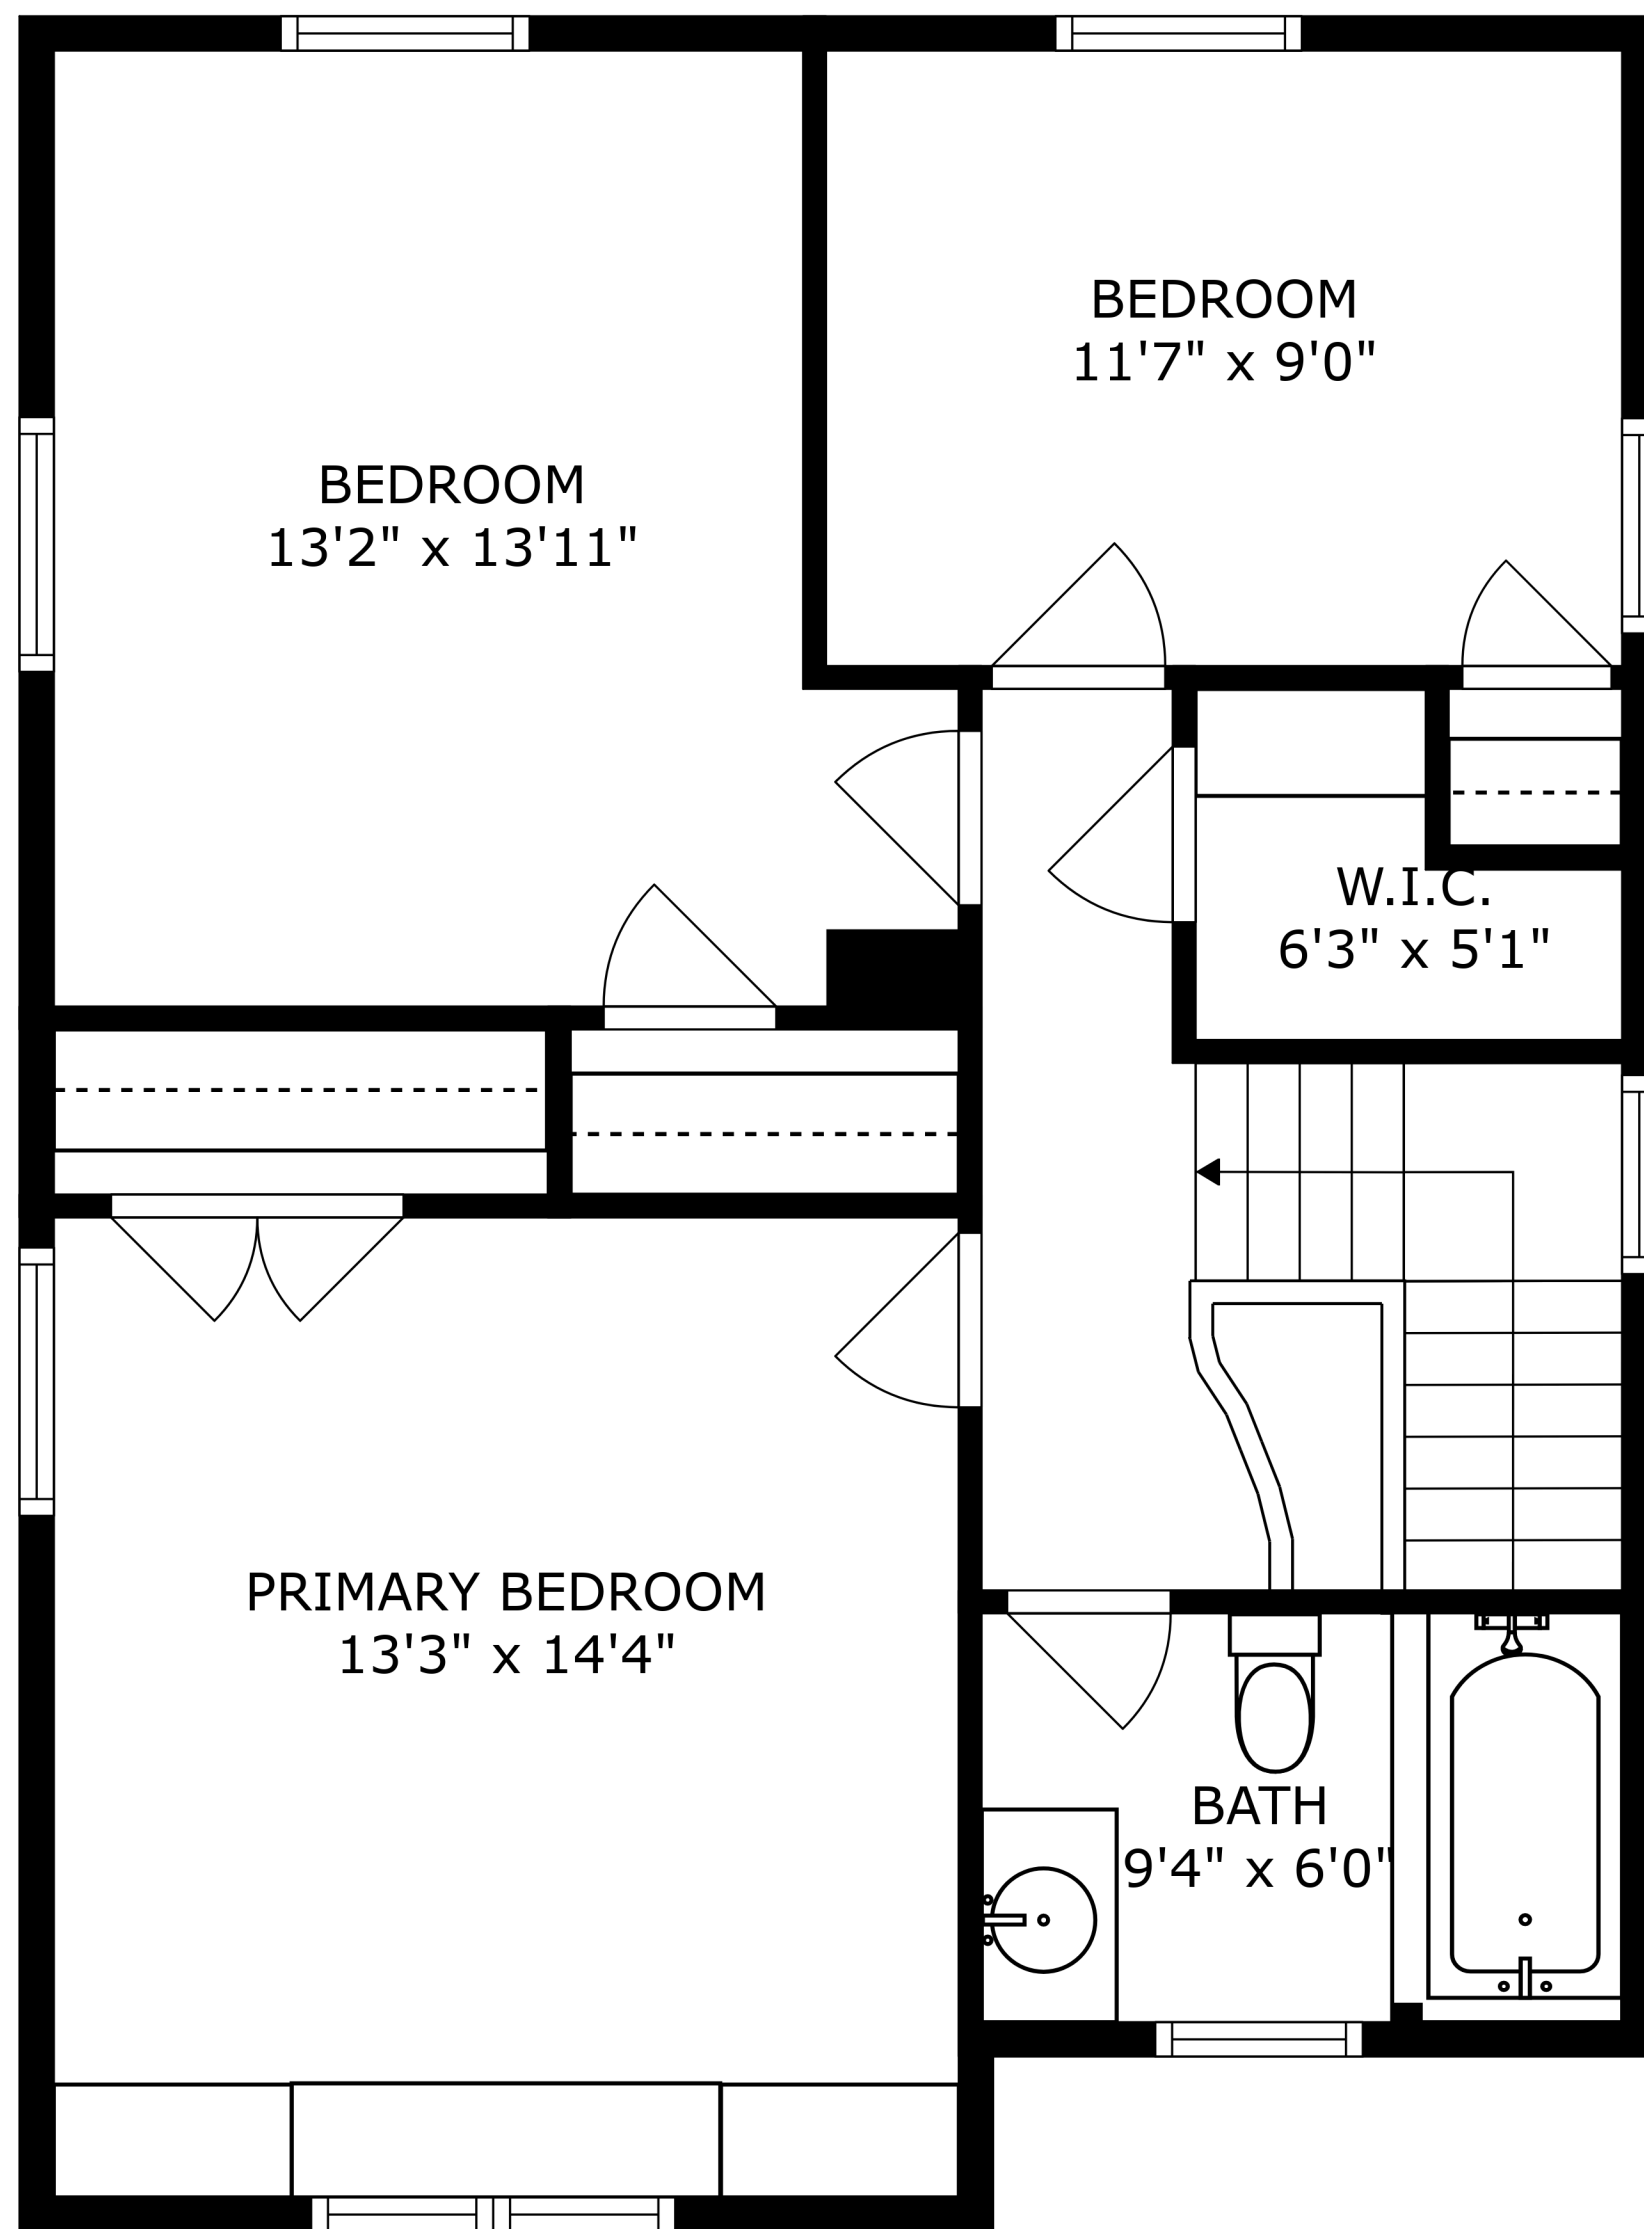 BEDROOM
11'7" x 9'0"
BEDROOM
13'2" x 13'11"
W.I.C.
6'3" x 5'1"
PRIMARY BEDROOM
13'3" x 14'4"
BATH
9'4" x 6'0"